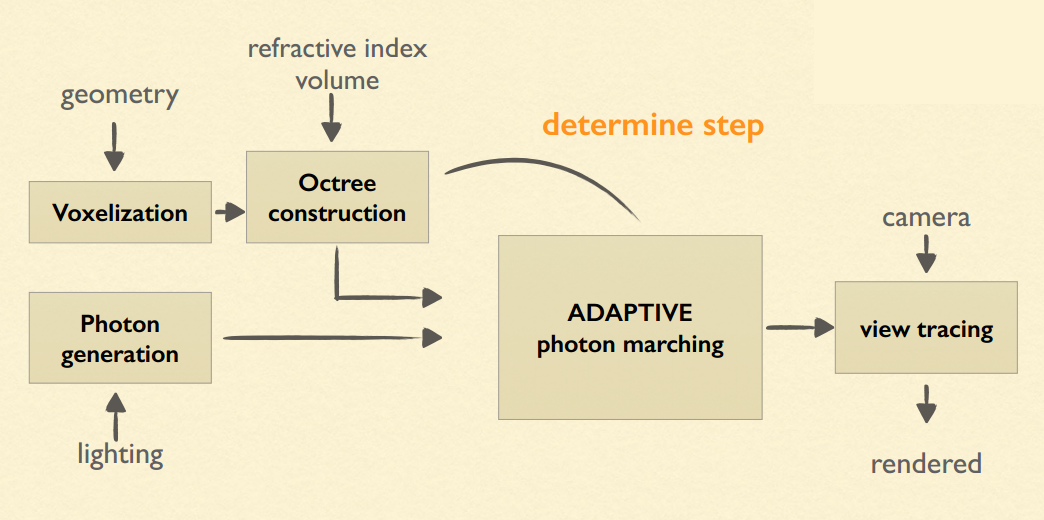 refractive index
volume
geometry
determine step
Octree
construction
Voxelization
camera
Photon
generation
ADAPTIVE
photon marching
view tracing
lighting
rendered